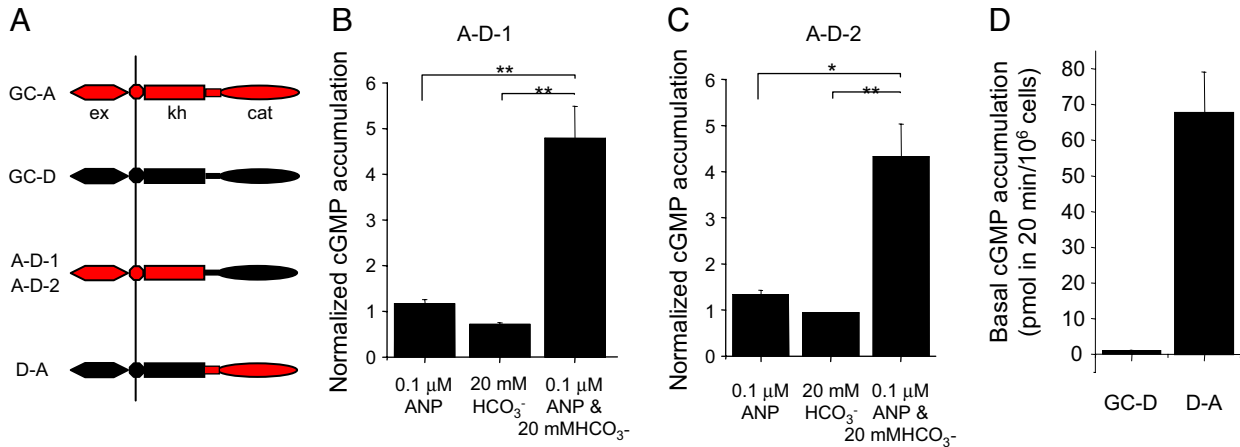 A
GC-A
ex
kh
cat
GC-D
A-D-1
A-D-2
D-A
B
A-D-1
Normalized cGMP accumulation
6
5
4
3
2
1
0
**
**
0.1 μM
ANP
20 mM
HCO₃⁻
0.1 μM
ANP &
20 mMHCO₃-
C
A-D-2
Normalized cGMP accumulation
6
5
4
3
2
1
0
*
**
0.1 μM
ANP
20 mM
HCO₃⁻
0.1 μM
ANP &
20 mMHCO₃-
D
Basal cGMP accumulation
(pmol in 20 min/10⁶ cells)
80
70
60
50
40
30
20
10
0
GC-D
D-A